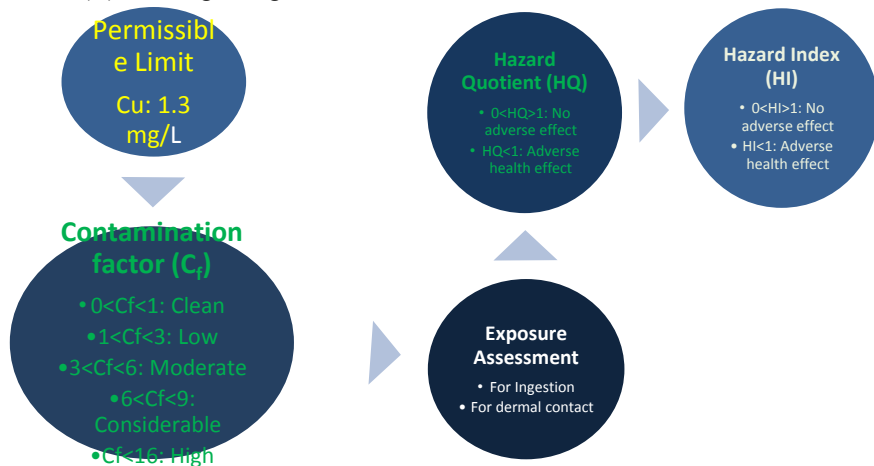 Permissibl
e Limit
Cu: 1.3
mg/L
Contamination
factor (Cf)
• 0<Cf<1: Clean
•1<Cf<3: Low
•3<Cf<6: Moderate
•6<Cf<9:
Considerable
•Cf<16: High
Exposure
Assessment
• For Ingestion
• For dermal contact
Hazard
Quotient (HQ)
• 0<HQ>1: No
adverse effect
• HQ<1: Adverse
health effect
Hazard Index
(HI)
• 0<HI>1: No
adverse effect
• HI<1: Adverse
health effect